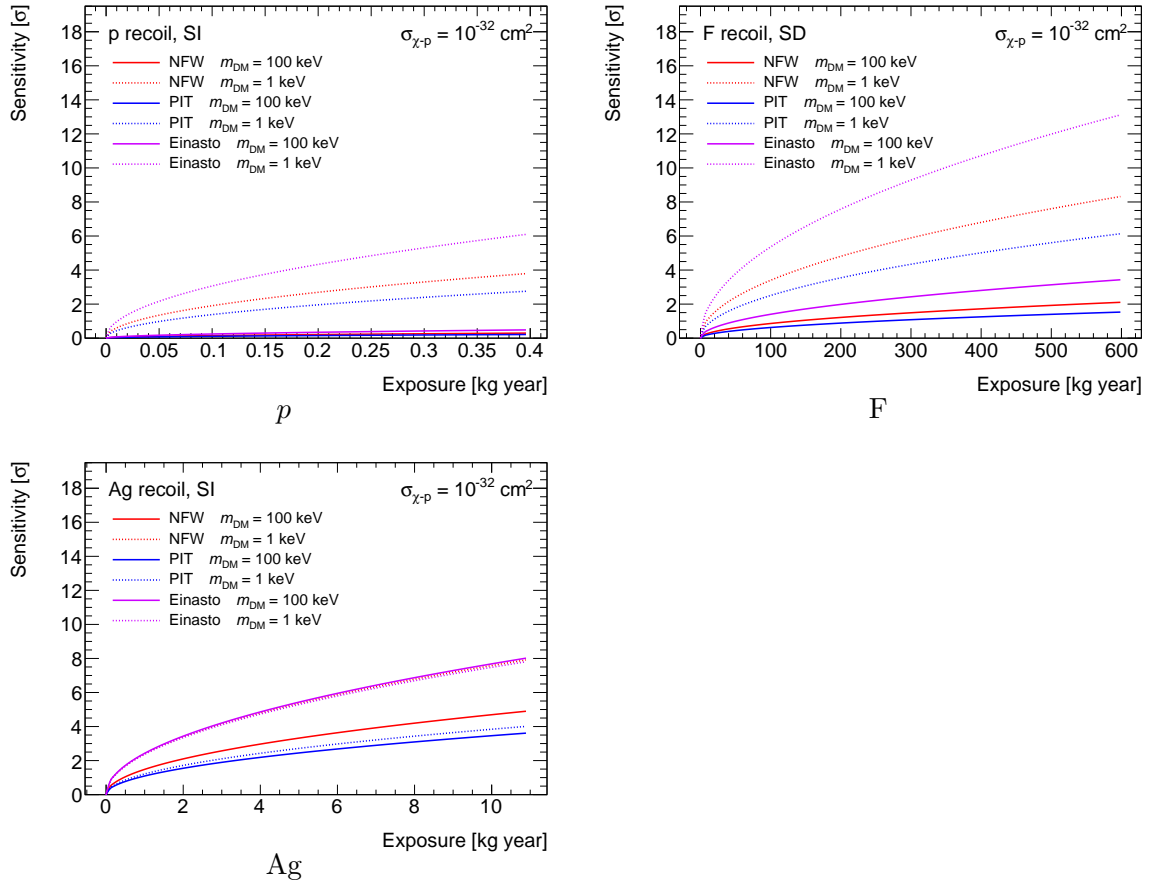 Sensitivity [σ]
p recoil, SI
σχ-p = 10-32 cm2
NFW mDM = 100 keV
NFW mDM = 1 keV
PIT mDM = 100 keV
PIT mDM = 1 keV
Einasto mDM = 100 keV
Einasto mDM = 1 keV
18
16
14
12
10
8
6
4
2
0
0 0.05 0.1 0.15 0.2 0.25 0.3 0.35 0.4
Exposure [kg year]
p
Sensitivity [σ]
F recoil, SD
σχ-p = 10-32 cm2
NFW mDM = 100 keV
NFW mDM = 1 keV
PIT mDM = 100 keV
PIT mDM = 1 keV
Einasto mDM = 100 keV
Einasto mDM = 1 keV
18
16
14
12
10
8
6
4
2
0
0 100 200 300 400 500 600
Exposure [kg year]
F
Sensitivity [σ]
Ag recoil, SI
σχ-p = 10-32 cm2
NFW mDM = 100 keV
NFW mDM = 1 keV
PIT mDM = 100 keV
PIT mDM = 1 keV
Einasto mDM = 100 keV
Einasto mDM = 1 keV
18
16
14
12
10
8
6
4
2
0
0 2 4 6 8 10
Exposure [kg year]
Ag